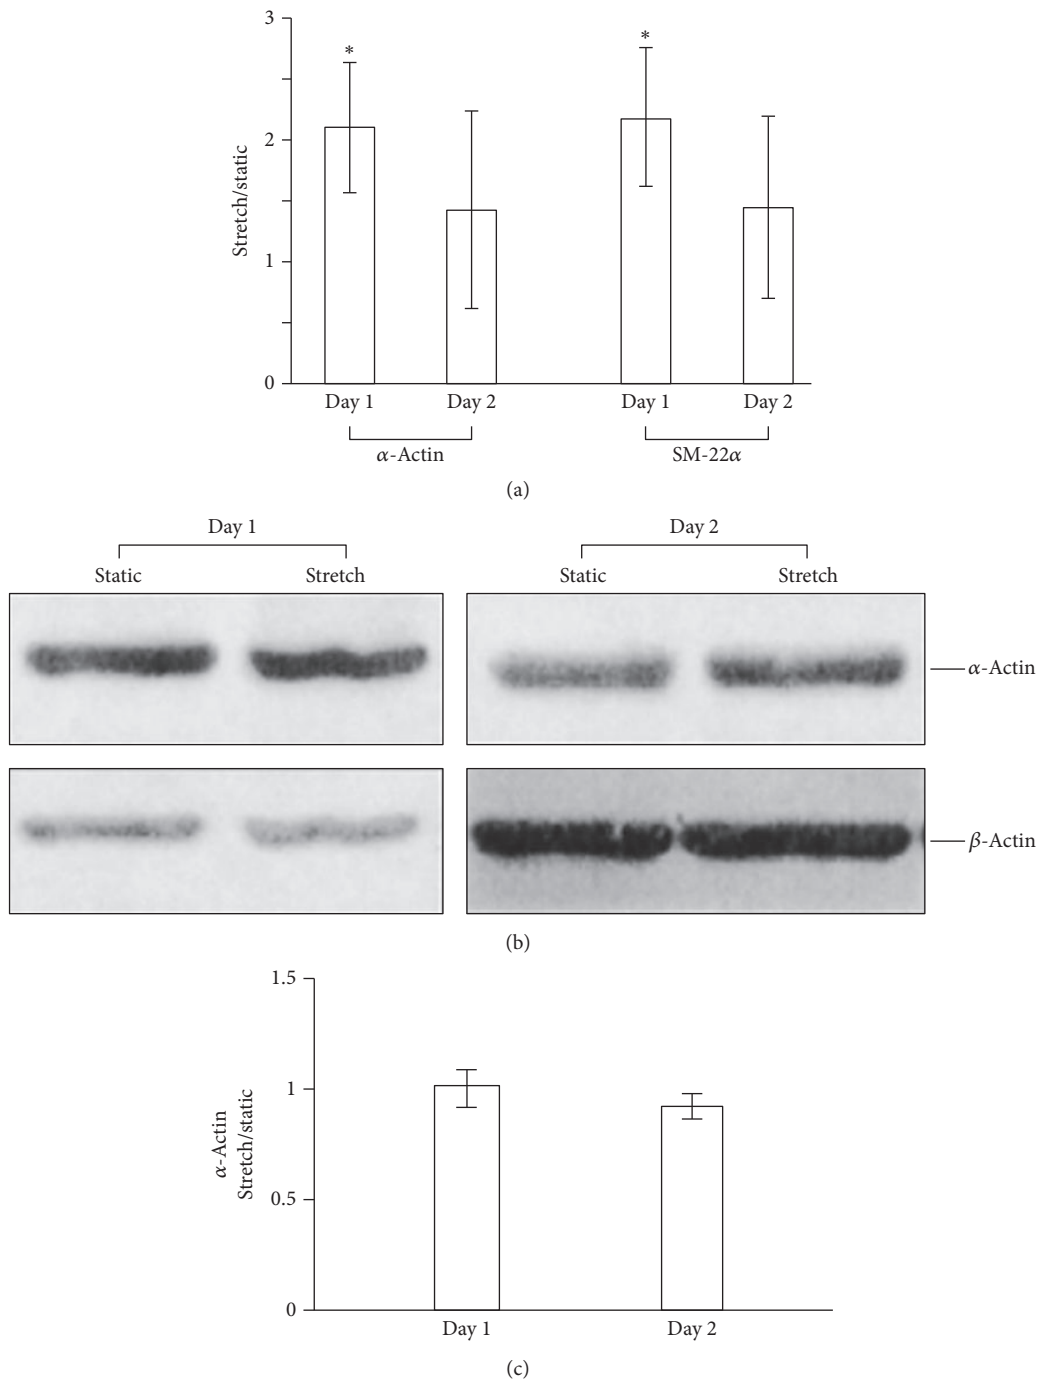 3
*
*
2
Stretch/static
1
0
Day 1
Day 2
Day 1
Day 2
α-Actin
SM-22α
(a)
Day 1
Day 2
Static
Stretch
Static
Stretch
α-Actin
β-Actin
(b)
1.5
1
α-Actin
Stretch/static
0.5
0
Day 1
Day 2
(c)